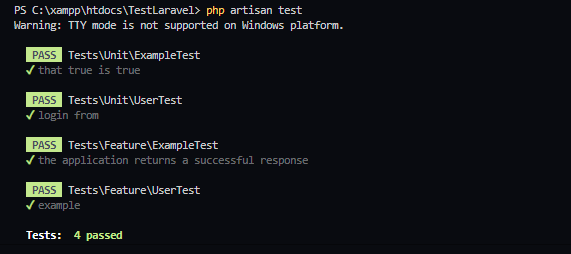 PS C:\xampp\htdocs\TestLaravel> php artisan test
Warning: TTY mode is not supported on Windows platform.
PASS Tests\Unit\ExampleTest
✓ that true is true
PASS Tests\Unit\UserTest
✓ login from
PASS Tests\Feature\ExampleTest
✓ the application returns a successful response
PASS Tests\Feature\UserTest
✓ example
Tests: 4 passed